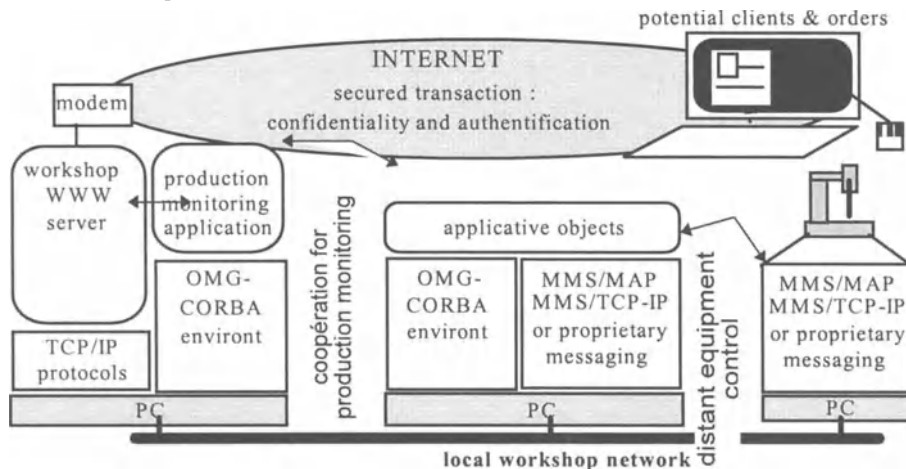 potential clients & orders
INTERNET
secured transaction :
confidentiality and authentification
modem
workshop
WWW
server
production
monitoring
application
TCP/IP
protocols
OMG-
CORBA
environt
PC
coopération for
production monitoring
applicative objects
OMG-
CORBA
environt
MMS/MAP
MMS/TCP-IP
or proprietary
messaging
PC
distant equipment
control
MMS/MAP
MMS/TCP-IP
or proprietary
messaging
PC
local workshop network